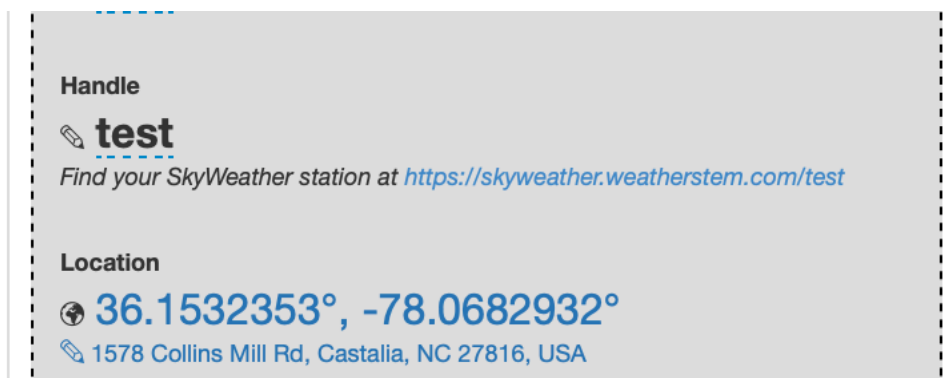 Handle
test
Find your SkyWeather station at https://skyweather.weatherstem.com/test
Location
36.1532353°, -78.0682932°
1578 Collins Mill Rd, Castalia, NC 27816, USA